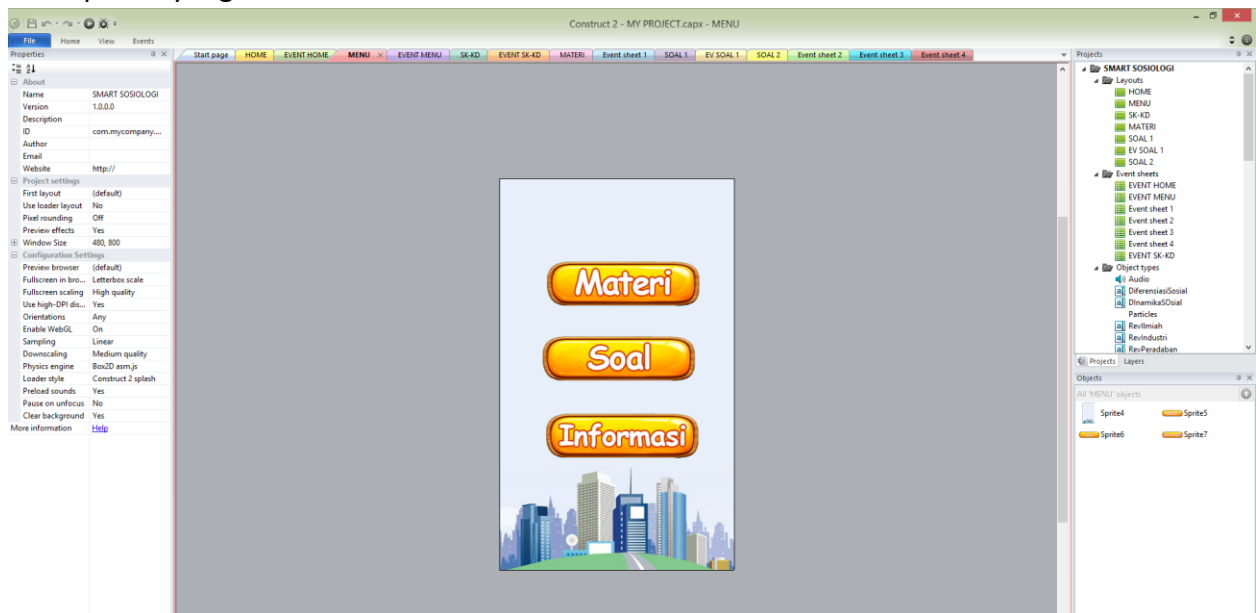 Construct 2 - MY PROJECT.capx - MENU
File Home View Events
Properties
Start page HOME EVENT HOME MENU EVENT MENU SK-KD EVENT SK-KD MATERI Event sheet 1 SOAL 1 EV SOAL 1 SOAL 2 Event sheet 2 Event sheet 3 Event sheet 4
About
Name SMART SOSIOLOGI
Version 1.0.0.0
Description
ID com.mycompany....
Author
Email
Website http://
Project settings
First layout (default)
Use loader layout No
Pixel rounding Off
Preview effects Yes
Window Size 480, 800
Configuration Settings
Preview browser (default)
Fullscreen in bro... Letterbox scale
Fullscreen scaling High quality
Use high-DPI dis... Yes
Orientations Any
Enable WebGL On
Sampling Linear
Downscaling Medium quality
Physics engine Box2D asm.js
Loader style Construct 2 splash
Preload sounds Yes
Pause on unfocus No
Clear background Yes
More information Help
Materi
Soal
Informasi
Projects
SMART SOSIOLOGI
Layouts
HOME
MENU
SK-KD
MATERI
SOAL 1
EV SOAL 1
SOAL 2
Event sheets
EVENT HOME
EVENT MENU
Event sheet 1
Event sheet 2
Event sheet 3
Event sheet 4
EVENT SK-KD
Object types
Audio
DiferensiasiSosial
DInamikaSOsial
Particles
RevIlmiah
RevIndustri
RevPeradaban
Projects Layers
Objects
All 'MENU' objects
Sprite4 Sprite5
Sprite6 Sprite7